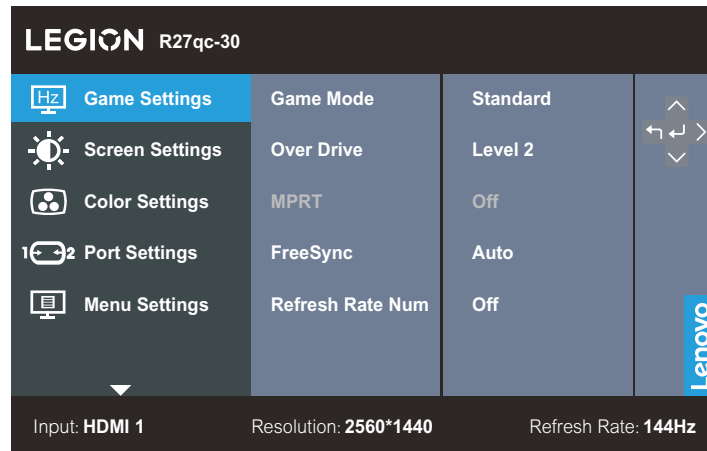 LEGION R27qc-30
Hz Game Settings Game Mode Standard
Screen Settings Over Drive Level 2
Color Settings MPRT Off
1 2 Port Settings FreeSync Auto
Menu Settings Refresh Rate Num Off
Lenovo
Input: HDMI 1 Resolution: 2560*1440 Refresh Rate: 144Hz